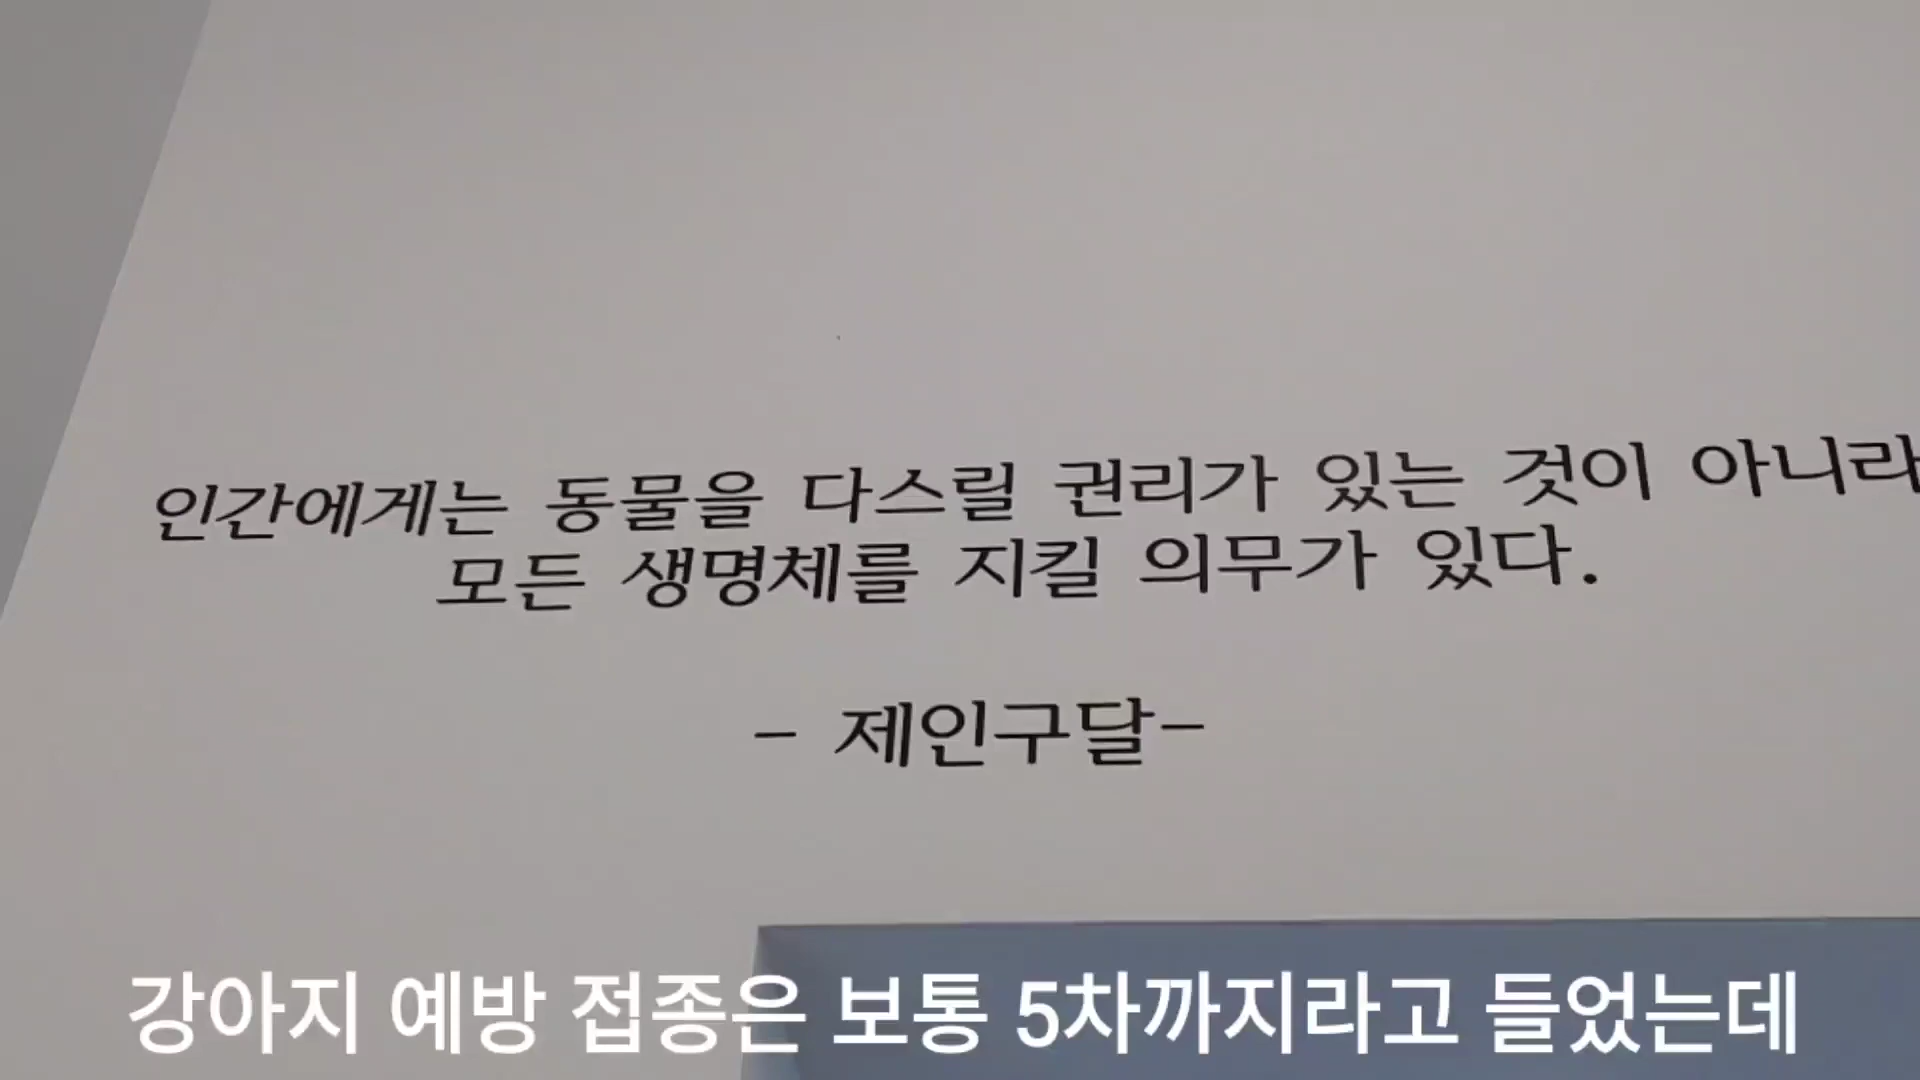 인간에게는 동물을 다스릴 권리가 있는 것이 아니라
모든 생명체를 지킬 의무가 있다.
- 제인구달-
강아지 예방 접종은 보통 5차까지라고 들었는데